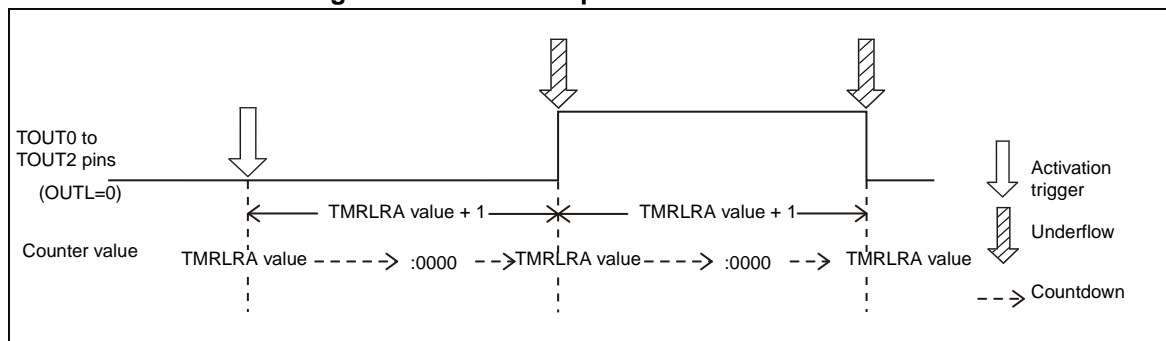 TOUT0 to
TOUT2 pins
(OUTL=0)
TMRLRA value + 1
TMRLRA value + 1
Counter value
TMRLRA value
:0000
TMRLRA value
:0000
TMRLRA value
Activation
trigger
Underflow
Countdown